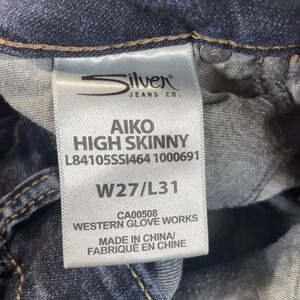 Silver
JEANS CO.
AIKO
HIGH SKINNY
L84105SSI464 1000691
W27/L31
CA00508
WESTERN GLOVE WORKS
MADE IN CHINA/
FABRIQUÉ EN CHINE